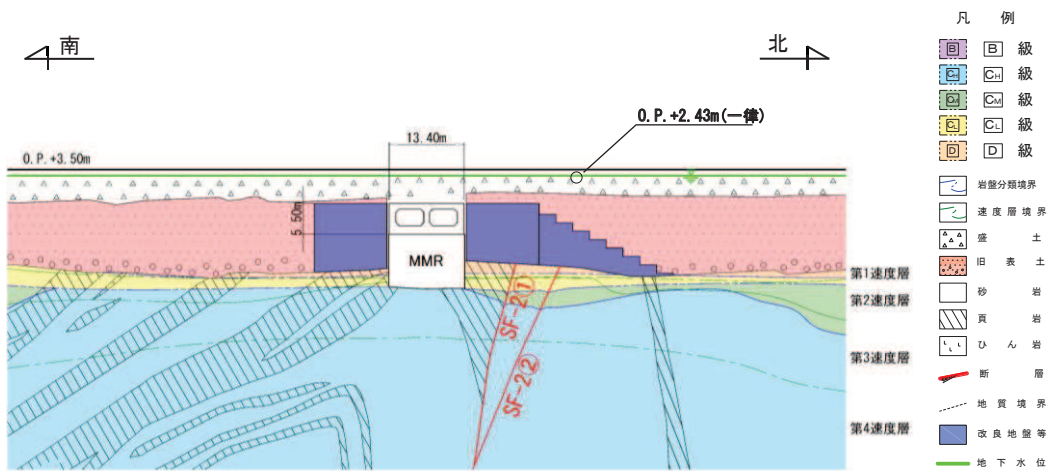 南
北
O.P.+2.43m(一律)
13.40m
O.P.+3.50m
5.50m
MMR
SF-2①
SF-2②
第1速度層
第2速度層
第3速度層
第4速度層
凡 例
B B 級
CH CH 級
CM CM 級
CL CL 級
D D 級
岩盤分類境界
速度層境界
盛 土
旧 表 土
砂 岩
頁 岩
ひ ん 岩
断 層
地 質 境 界
改 良 地 盤 等
地 下 水 位